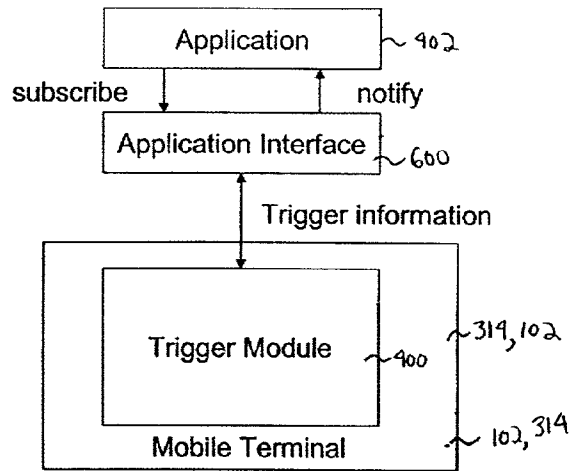 Application 402
subscribe notify
Application Interface 600
Trigger information
Trigger Module 400
314, 102
Mobile Terminal 102, 314